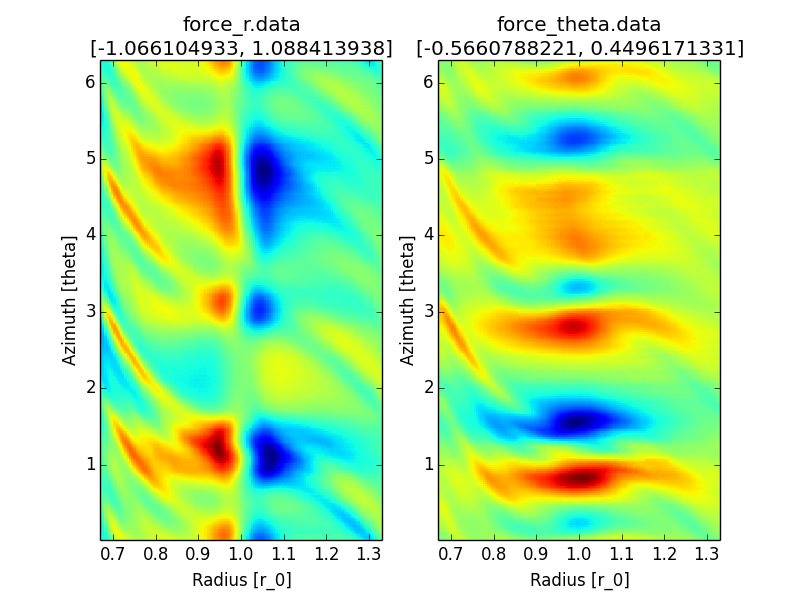 force_r.data
[-1.066104933, 1.088413938]
6
5
4
3
2
1
Azimuth [theta]
0.7 0.8 0.9 1.0 1.1 1.2 1.3
Radius [r_0]
force_theta.data
[-0.5660788221, 0.4496171331]
6
5
4
3
2
1
Azimuth [theta]
0.7 0.8 0.9 1.0 1.1 1.2 1.3
Radius [r_0]